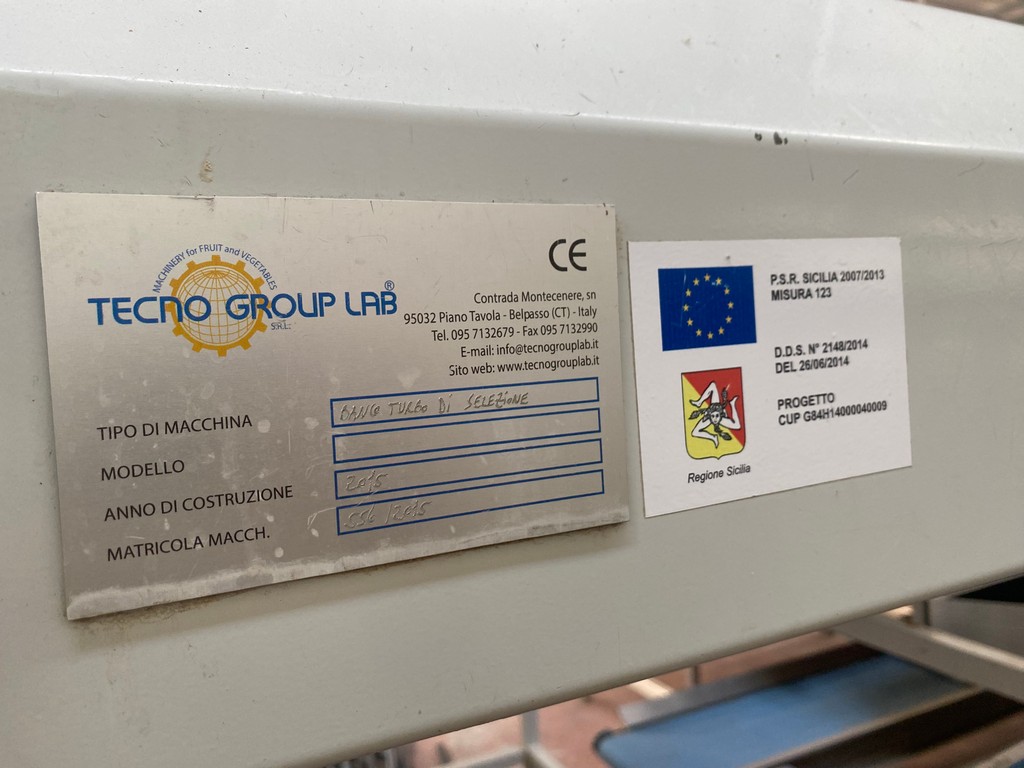 MACHINERY for FRUIT and VEGETABLES
TECNO GROUP LAB®
S.R.L.
CE
Contrada Montecenere, sn
95032 Piano Tavola - Belpasso (CT) - Italy
Tel. 095 7132679 - Fax 095 7132990
E-mail: info@tecnogrouplab.it
Sito web: www.tecnogrouplab.it
TIPO DI MACCHINA BANCO TURBO DI SELEZIONE
MODELLO
ANNO DI COSTRUZIONE 2015
MATRICOLA MACCH. /2015
P.S.R. SICILIA 2007/2013
MISURA 123
D.D.S. N° 2148/2014
DEL 26/06/2014
PROGETTO
CUP G84H14000040009
Regione Sicilia